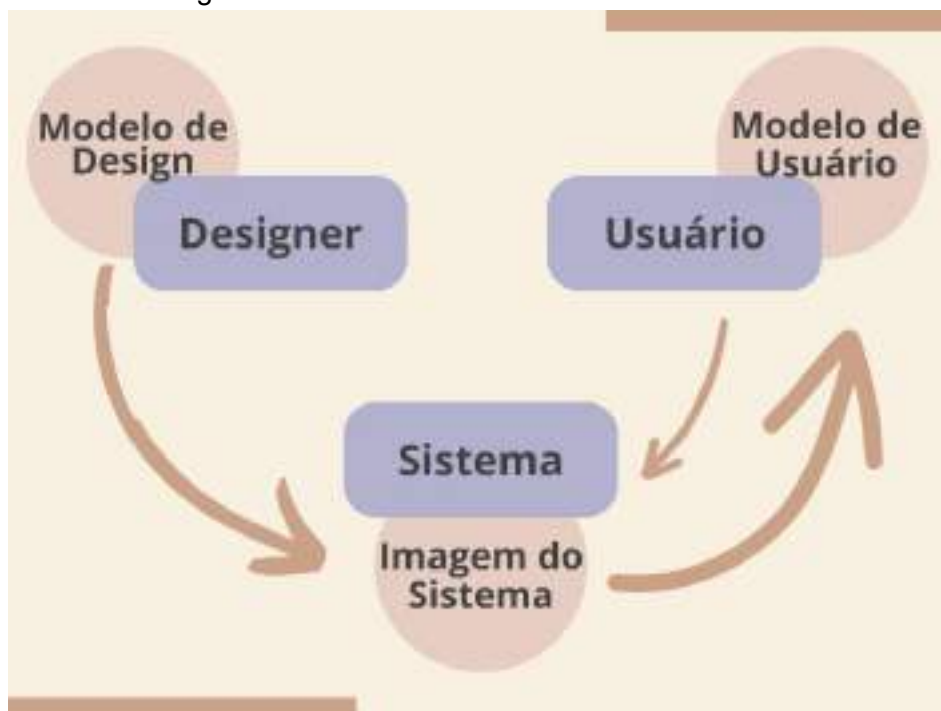 Modelo de
Design
Designer
Modelo de
Usuário
Usuário
Sistema
Imagem do
Sistema